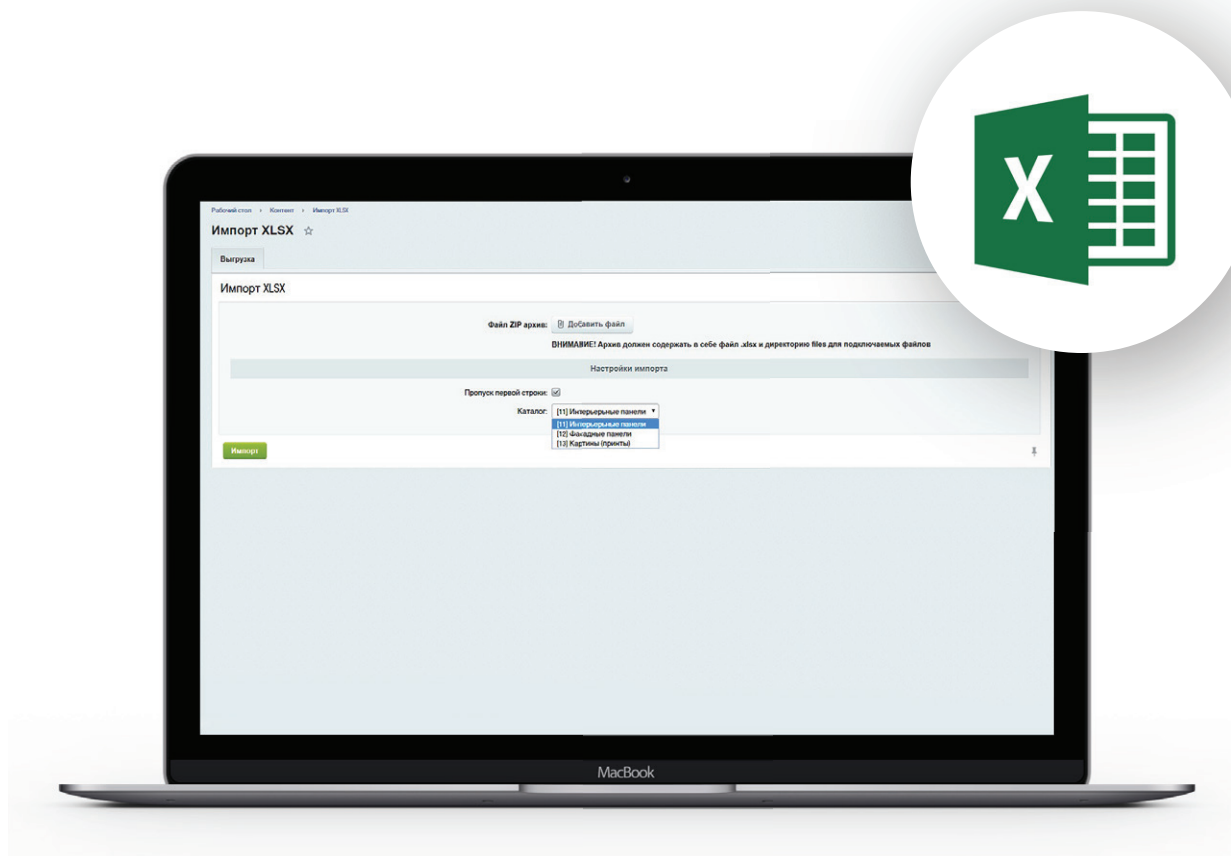 Рабочий стол › Контент › Импорт XLSX
Импорт XLSX ☆
Выгрузка
Импорт XLSX
Файл ZIP архив: Добавить файл
ВНИМАНИЕ! Архив должен содержать в себе файл .xlsx и директорию files для подключаемых файлов
Настройки импорта
Пропуск первой строки:
Каталог: [11] Интерьерные панели
[11] Интерьерные панели
[12] Фасадные панели
[13] Картины (принты)
Импорт
MacBook
X